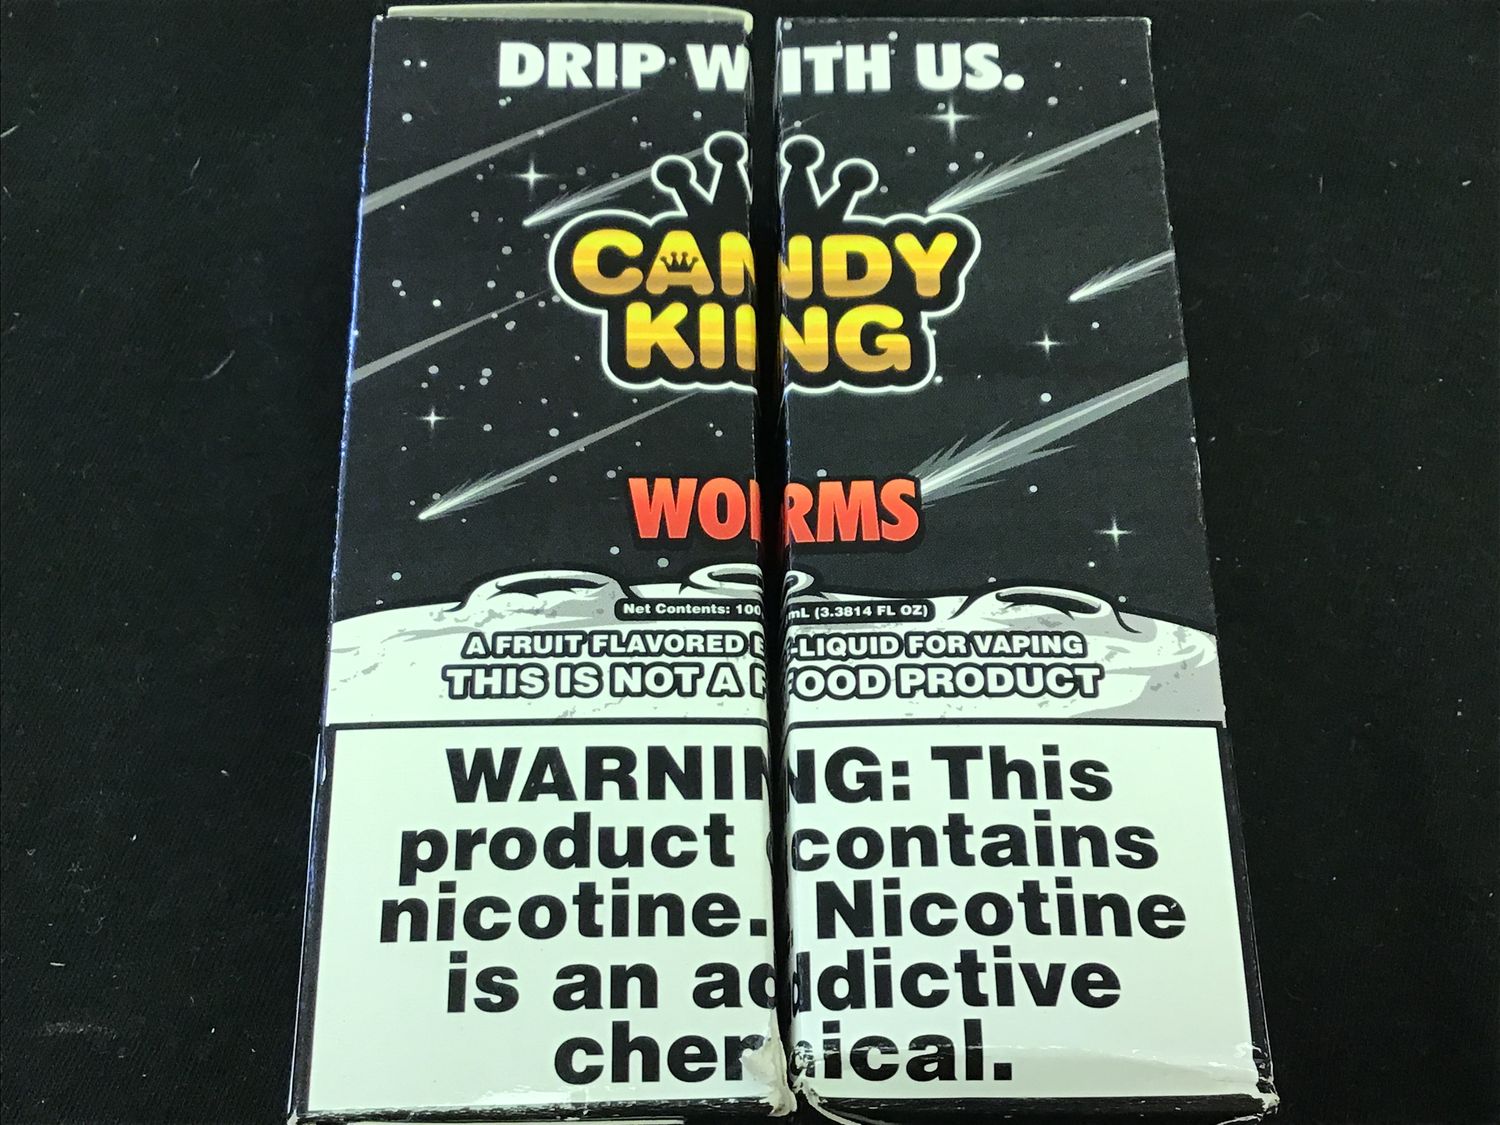 DRIP WITH US.
CANDY
KING
WORMS
Net Contents: 100 mL (3.3814 FL OZ)
A FRUIT FLAVORED E-LIQUID FOR VAPING
THIS IS NOT A FOOD PRODUCT
WARNING: This
product contains
nicotine. Nicotine
is an addictive
chemical.